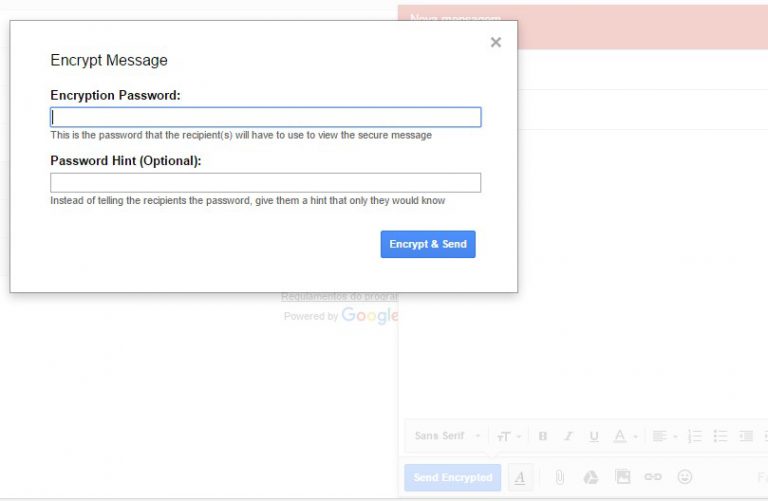 Nova mensagem
Encrypt Message
Encryption Password:
This is the password that the recipient(s) will have to use to view the secure message
Password Hint (Optional):
Instead of telling the recipients the password, give them a hint that only they would know
Encrypt & Send
Regulamentos do
Powered by Google
Sans Serif
Send Encrypted